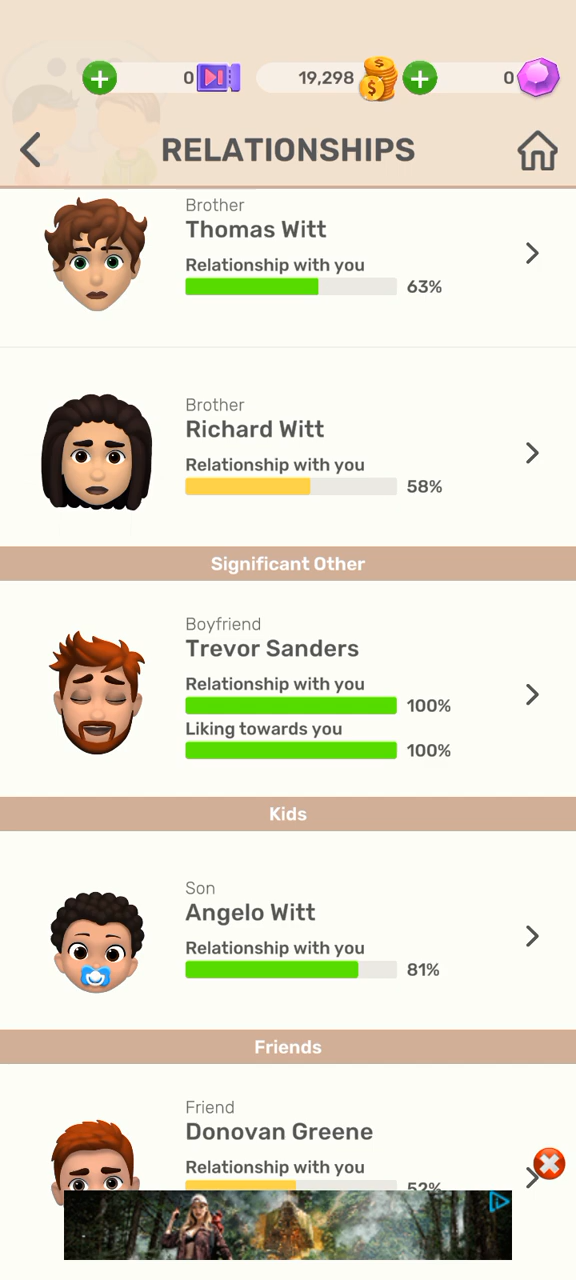 0
19,298
0
RELATIONSHIPS
Brother
Thomas Witt
Relationship with you
63%
Brother
Richard Witt
Relationship with you
58%
Significant Other
Boyfriend
Trevor Sanders
Relationship with you
100%
Liking towards you
100%
Kids
Son
Angelo Witt
Relationship with you
81%
Friends
Friend
Donovan Greene
Relationship with you
52%